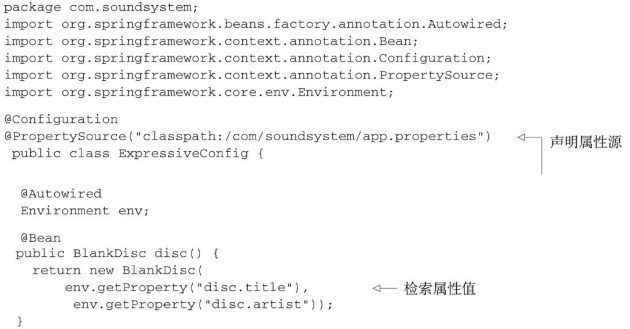 package com.soundsystem;
import org.springframework.beans.factory.annotation.Autowired;
import org.springframework.context.annotation.Bean;
import org.springframework.context.annotation.Configuration;
import org.springframework.context.annotation.PropertySource;
import org.springframework.core.env.Environment;
@Configuration
@PropertySource("classpath:/com/soundsystem/app.properties") 声明属性源
public class ExpressiveConfig {
@Autowired
Environment env;
@Bean
public BlankDisc disc() {
return new BlankDisc(
env.getProperty("disc.title"), 检索属性值
env.getProperty("disc.artist"));
}